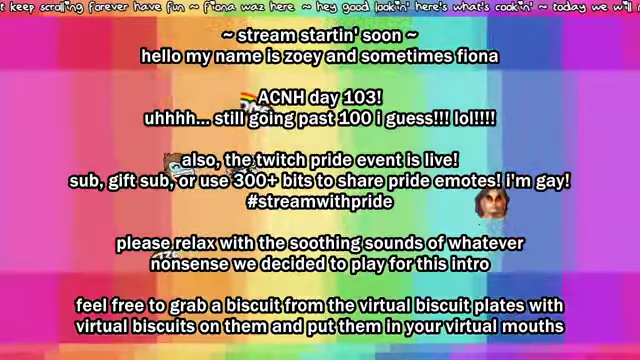 t keep scrolling forever have fun ~ fiona waz here ~ hey good lookin' here's what's cookin' ~ today we will
~ stream startin' soon ~
hello my name is zoey and sometimes fiona
ACNH day 103!
uhhhh... still going past 100 i guess!!! lol!!!!
also, the twitch pride event is live!
sub, gift sub, or use 300+ bits to share pride emotes! i'm gay!
#streamwithpride
please relax with the soothing sounds of whatever
nonsense we decided to play for this intro
feel free to grab a biscuit from the virtual biscuit plates with
virtual biscuits on them and put them in your virtual mouths